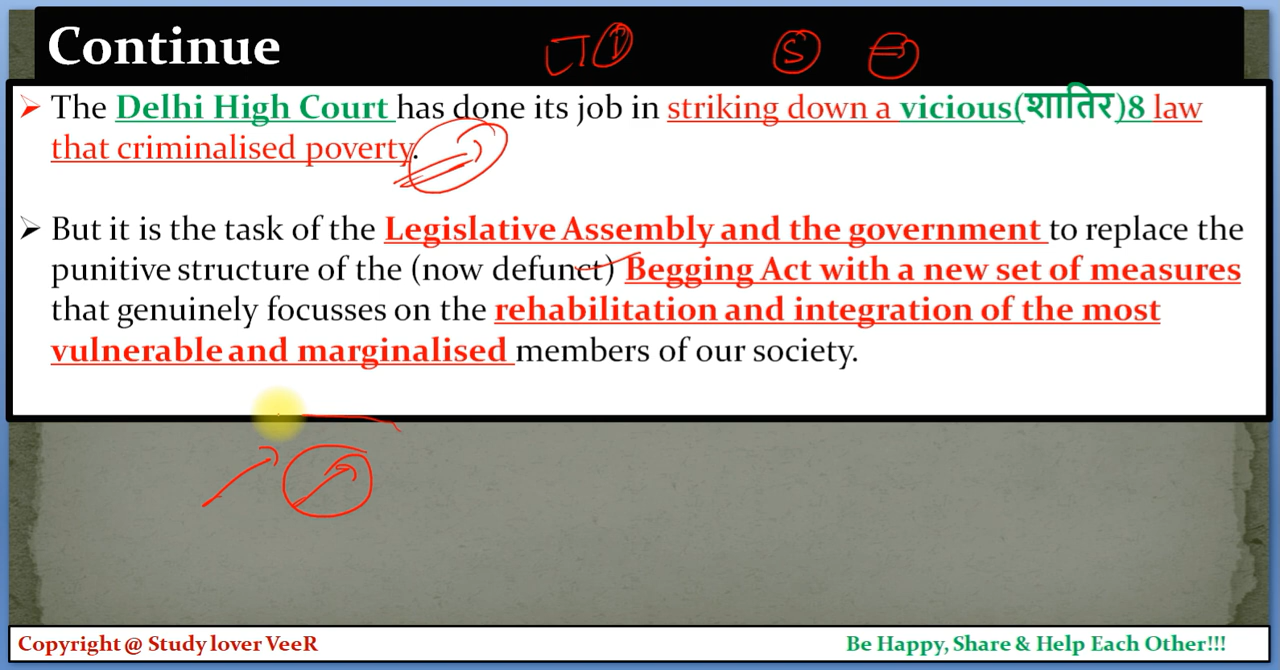 Continue
The Delhi High Court has done its job in striking down a vicious(शातिर)8 law
that criminalised poverty.
But it is the task of the Legislative Assembly and the government to replace the
punitive structure of the (now defunct) Begging Act with a new set of measures
that genuinely focusses on the rehabilitation and integration of the most
vulnerable and marginalised members of our society.
Copyright @ Study lover VeeR
Be Happy, Share & Help Each Other!!!